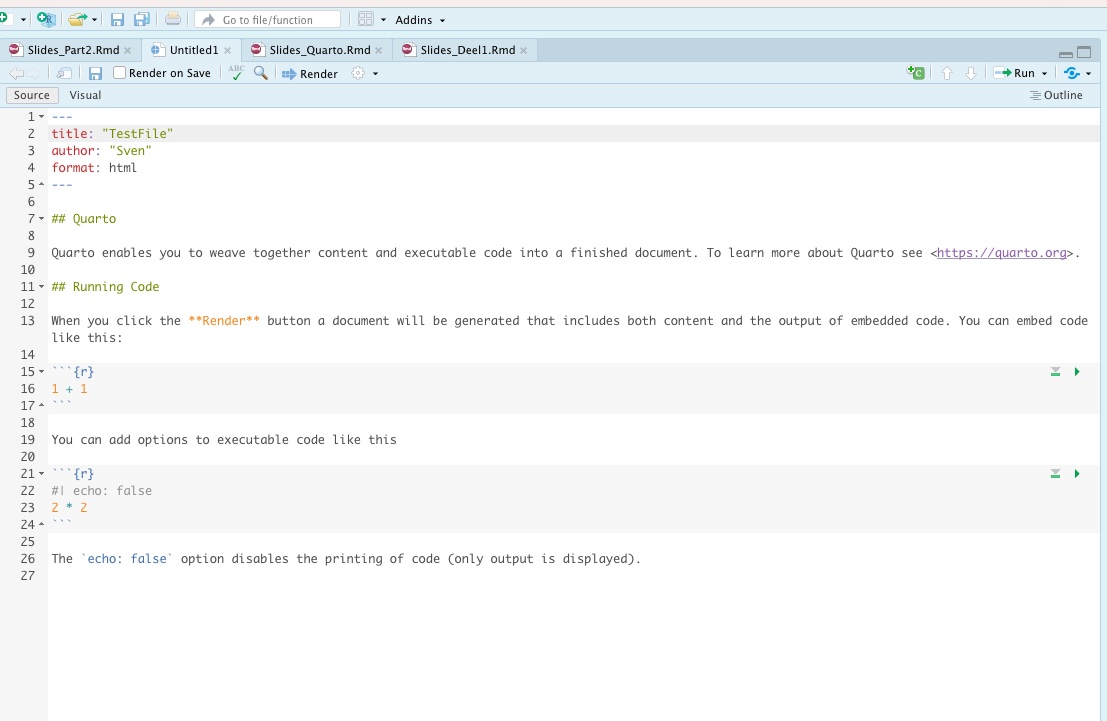 Go to file/function
Addins
Slides_Part2.Rmd
Untitled1
Slides_Quarto.Rmd
Slides_Deel1.Rmd
Render on Save
ABC
Render
Run
Source
Visual
Outline
1 ---
2 title: "TestFile"
3 author: "Sven"
4 format: html
5 ---
6
7 ## Quarto
8
9 Quarto enables you to weave together content and executable code into a finished document. To learn more about Quarto see <https://quarto.org>.
10
11 ## Running Code
12
13 When you click the **Render** button a document will be generated that includes both content and the output of embedded code. You can embed code
like this:
14
15 ```{r}
16 1 + 1
17 ```
18
19 You can add options to executable code like this
20
21 ```{r}
22 #| echo: false
23 2 * 2
24 ```
25
26 The `echo: false` option disables the printing of code (only output is displayed).
27